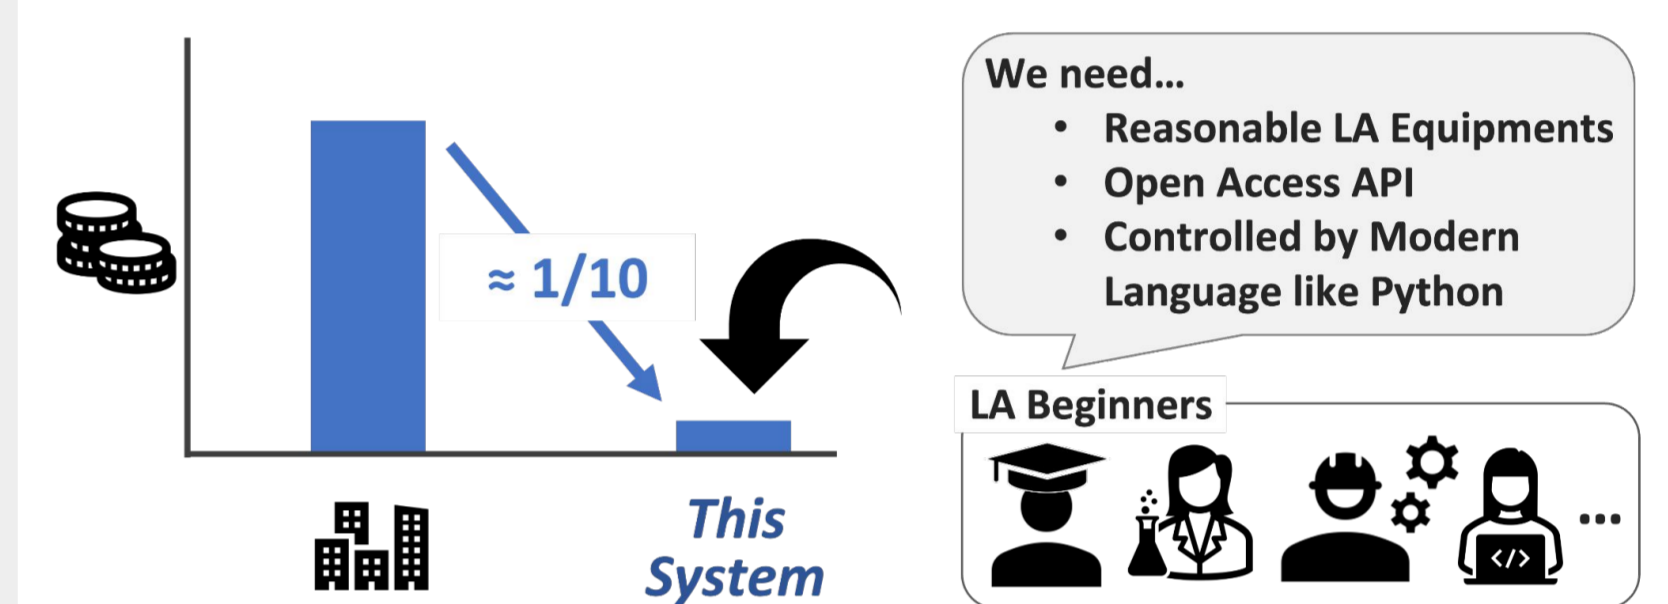 ≈ 1/10
This
System
We need...
• Reasonable LA Equipments
• Open Access API
• Controlled by Modern
Language like Python
LA Beginners
</>
...